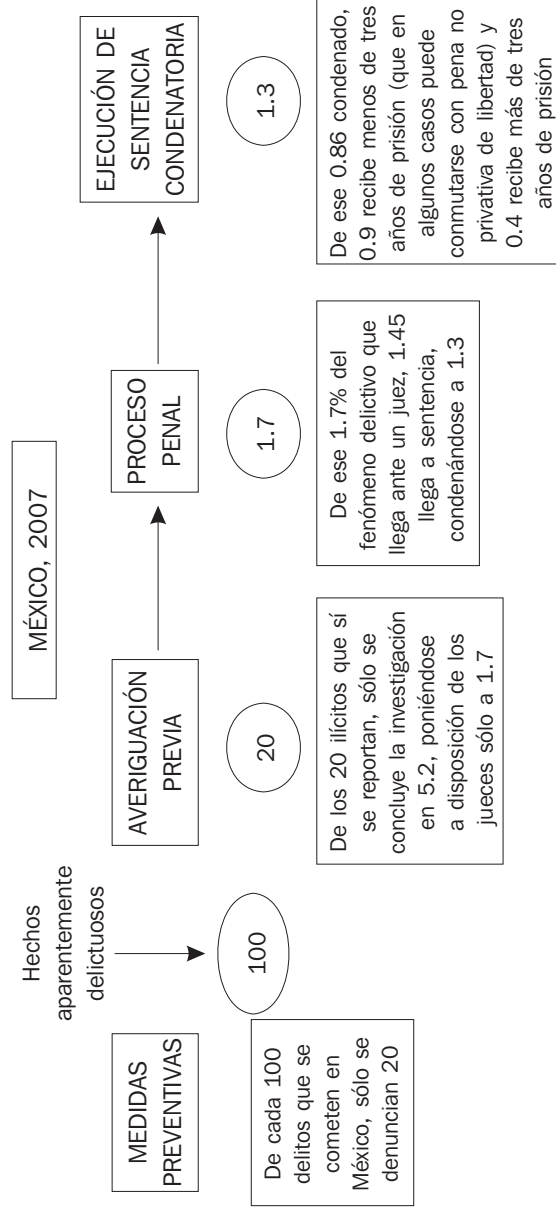 MÉXICO, 2007
Hechos
aparentemente
delictuosos
MEDIDAS
PREVENTIVAS
100
De cada 100
delitos que se
cometen en
México, sólo se
denuncian 20
AVERIGUACIÓN
PREVIA
20
De los 20 ilícitos que sí
se reportan, sólo se
concluye la investigación
en 5.2, poniéndose
a disposición de los
jueces sólo a 1.7
PROCESO
PENAL
1.7
De ese 1.7% del
fenómeno delictivo que
llega ante un juez, 1.45
llega a sentencia,
condenándose a 1.3
EJECUCIÓN DE
SENTENCIA
CONDENATORIA
1.3
De ese 0.86 condenado,
0.9 recibe menos de tres
años de prisión (que en
algunos casos puede
conmutarse con pena no
privativa de libertad) y
0.4 recibe más de tres
años de prisión